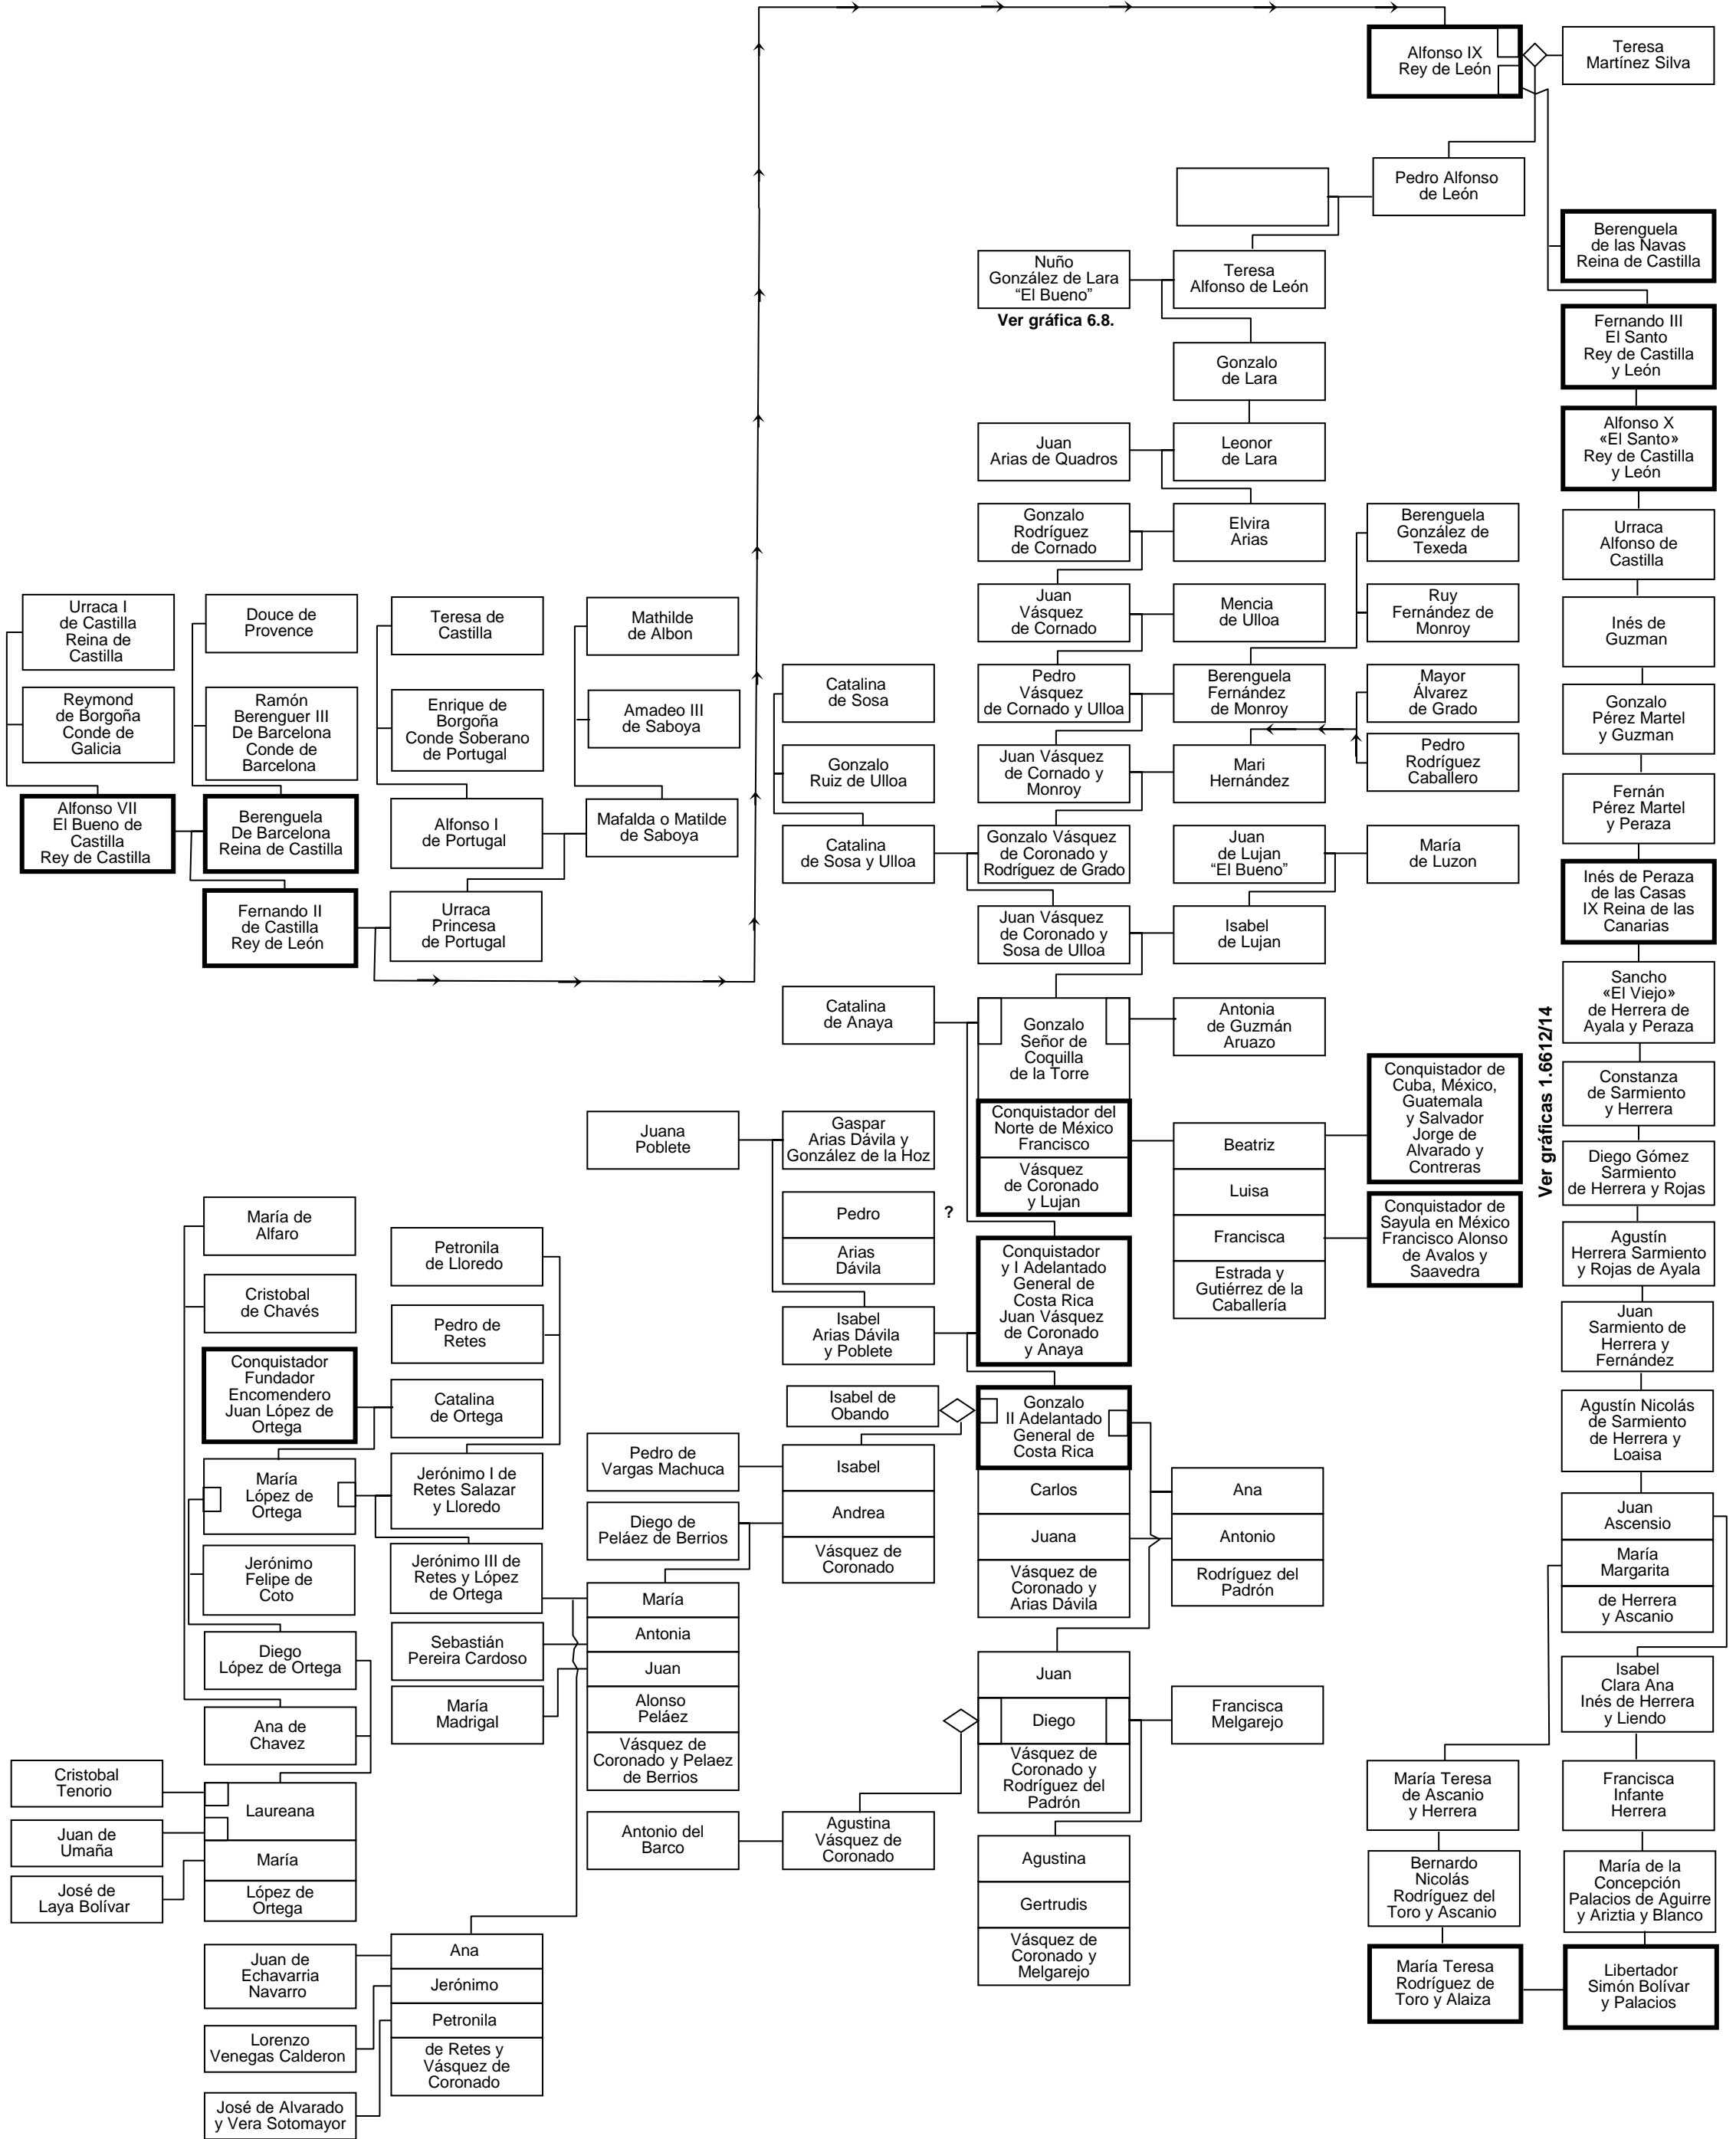 Alfonso IX
Rey de León
Teresa
Martínez Silva
Pedro Alfonso
de León
Berenguela
de las Navas
Reina de Castilla
Nuño
González de Lara
“El Bueno”
Ver gráfica 6.8.
Teresa
Alfonso de León
Fernando III
El Santo
Rey de Castilla
y León
Gonzalo
de Lara
Alfonso X
«El Santo»
Rey de Castilla
y León
Juan
Arias de Quadros
Leonor
de Lara
Gonzalo
Rodríguez
de Cornado
Elvira
Arias
Berenguela
González de
Texeda
Urraca
Alfonso de
Castilla
Urraca I
de Castilla
Reina de
Castilla
Douce de
Provence
Teresa de
Castilla
Mathilde
de Albon
Juan
Vásquez
de Cornado
Mencia
de Ulloa
Ruy
Fernández de
Monroy
Inés de
Guzman
Reymond
de Borgoña
Conde de
Galicia
Ramón
Berenguer III
De Barcelona
Conde de
Barcelona
Enrique de
Borgoña
Conde Soberano
de Portugal
Amadeo III
de Saboya
Catalina
de Sosa
Pedro
Vásquez
de Cornado y Ulloa
Berenguela
Fernández
de Monroy
Mayor
Álvarez
de Grado
Gonzalo
Pérez Martel
y Guzman
Gonzalo
Ruiz de Ulloa
Juan Vásquez
de Cornado y
Monroy
Mari
Hernández
Pedro
Rodríguez
Caballero
Fernán
Pérez Martel
y Peraza
Alfonso VII
El Bueno de
Castilla
Rey de Castilla
Berenguela
De Barcelona
Reina de Castilla
Alfonso I
de Portugal
Mafalda o Matilde
de Saboya
Catalina
de Sosa y Ulloa
Gonzalo Vásquez
de Coronado y
Rodríguez de Grado
Juan
de Lujan
“El Bueno”
María
de Luzon
Inés de Peraza
de las Casas
IX Reina de las
Canarias
Fernando II
de Castilla
Rey de León
Urraca
Princesa
de Portugal
Juan Vásquez
de Coronado y
Sosa de Ulloa
Isabel
de Lujan
Sancho
«El Viejo»
de Herrera de
Ayala y Peraza
Catalina
de Anaya
Gonzalo
Señor de
Coquilla
de la Torre
Antonia
de Guzmán
Aruazo
Ver gráficas 1.6612/14
Conquistador de
Cuba, México,
Guatemala
y Salvador
Jorge de
Alvarado y
Contreras
Constanza
de Sarmiento
y Herrera
Juana
Poblete
Gaspar
Arias Dávila y
González de la Hoz
Conquistador del
Norte de México
Francisco
Vásquez
de Coronado
y Lujan
Beatriz
Luisa
Francisca
Estrada y
Gutiérrez de la
Caballería
Diego Gómez
Sarmiento
de Herrera y Rojas
Conquistador de
Sayula en México
Francisco Alonso
de Avalos y
Saavedra
Pedro
Arias
Dávila
?
María de
Alfaro
Petronila
de Lloredo
Agustín
Herrera Sarmiento
y Rojas de Ayala
Conquistador
y I Adelantado
General de
Costa Rica
Juan Vásquez
de Coronado
y Anaya
Cristobal
de Chavés
Pedro de
Retes
Isabel
Arias Dávila
y Poblete
Juan
Sarmiento de
Herrera y
Fernández
Conquistador
Fundador
Encomendero
Juan López de
Ortega
Catalina
de Ortega
Isabel de
Obando
Gonzalo
II Adelantado
General de
Costa Rica
Agustín Nicolás
de Sarmiento
de Herrera y
Loaisa
María
López de
Ortega
Jerónimo I de
Retes Salazar
y Lloredo
Pedro de
Vargas Machuca
Isabel
Andrea
Vásquez de
Coronado
Carlos
Juana
Vásquez de
Coronado y
Arias Dávila
Ana
Antonio
Rodríguez del
Padrón
Juan
Ascensio
María
Margarita
de Herrera
y Ascanio
Diego de
Peláez de Berrios
Jerónimo
Felipe de
Coto
Jerónimo III de
Retes y López
de Ortega
María
Antonia
Juan
Alonso
Peláez
Vásquez de
Coronado y Pelaez
de Berrios
Diego
López de Ortega
Sebastián
Pereira Cardoso
María
Madrigal
Juan
Diego
Vásquez de
Coronado y
Rodríguez del
Padrón
Francisca
Melgarejo
Isabel
Clara Ana
Inés de Herrera
y Liendo
Ana de
Chavez
Cristobal
Tenorio
Laureana
María
López de
Ortega
Juan de
Umaña
José de
Laya Bolívar
Antonio del
Barco
Agustina
Vásquez de
Coronado
Agustina
Gertrudis
Vásquez de
Coronado y
Melgarejo
María Teresa
de Ascanio
y Herrera
Francisca
Infante
Herrera
Bernardo
Nicolás
Rodríguez del
Toro y Ascanio
María de la
Concepción
Palacios de Aguirre
y Ariztia y Blanco
Juan de
Echavarria
Navarro
Ana
Jerónimo
Petronila
de Retes y
Vásquez de
Coronado
Lorenzo
Venegas Calderon
José de Alvarado
y Vera Sotomayor
María Teresa
Rodríguez de
Toro y Alaiza
Libertador
Simón Bolívar
y Palacios